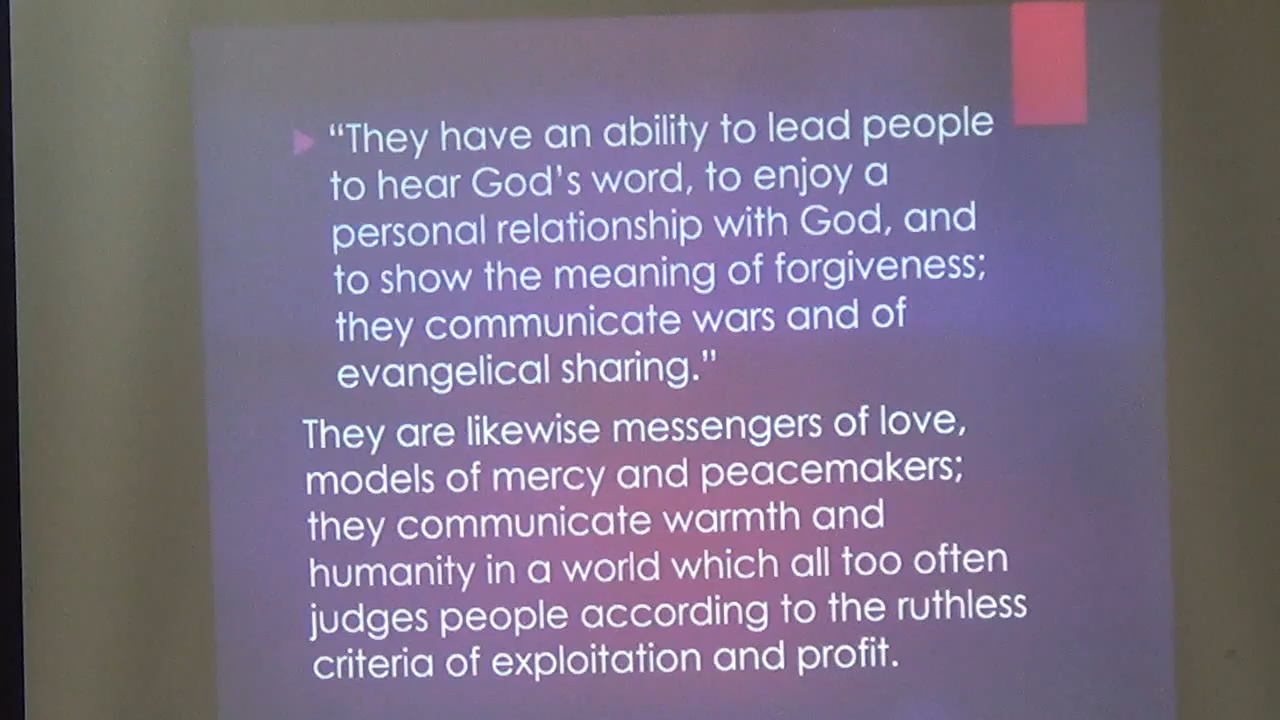 “They have an ability to lead people
to hear God's word, to enjoy a
personal relationship with God, and
to show the meaning of forgiveness;
they communicate wars and of
evangelical sharing.”
They are likewise messengers of love,
models of mercy and peacemakers;
they communicate warmth and
humanity in a world which all too often
judges people according to the ruthless
criteria of exploitation and profit.